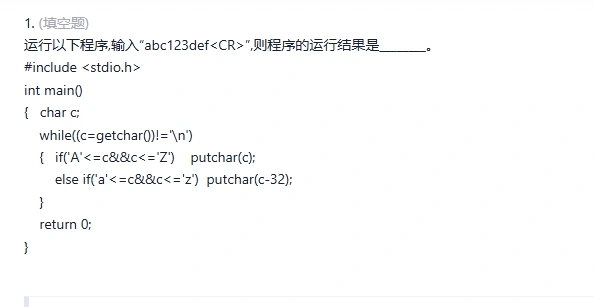 1. (填空题)
运行以下程序,输入“abc123def<CR>”,则程序的运行结果是________。
#include <stdio.h>
int main()
{   char c;
    while((c=getchar())!='\n')
    {   if('A'<=c&&c<='Z')    putchar(c);
        else if('a'<=c&&c<='z')  putchar(c-32);
    }
    return 0;
}